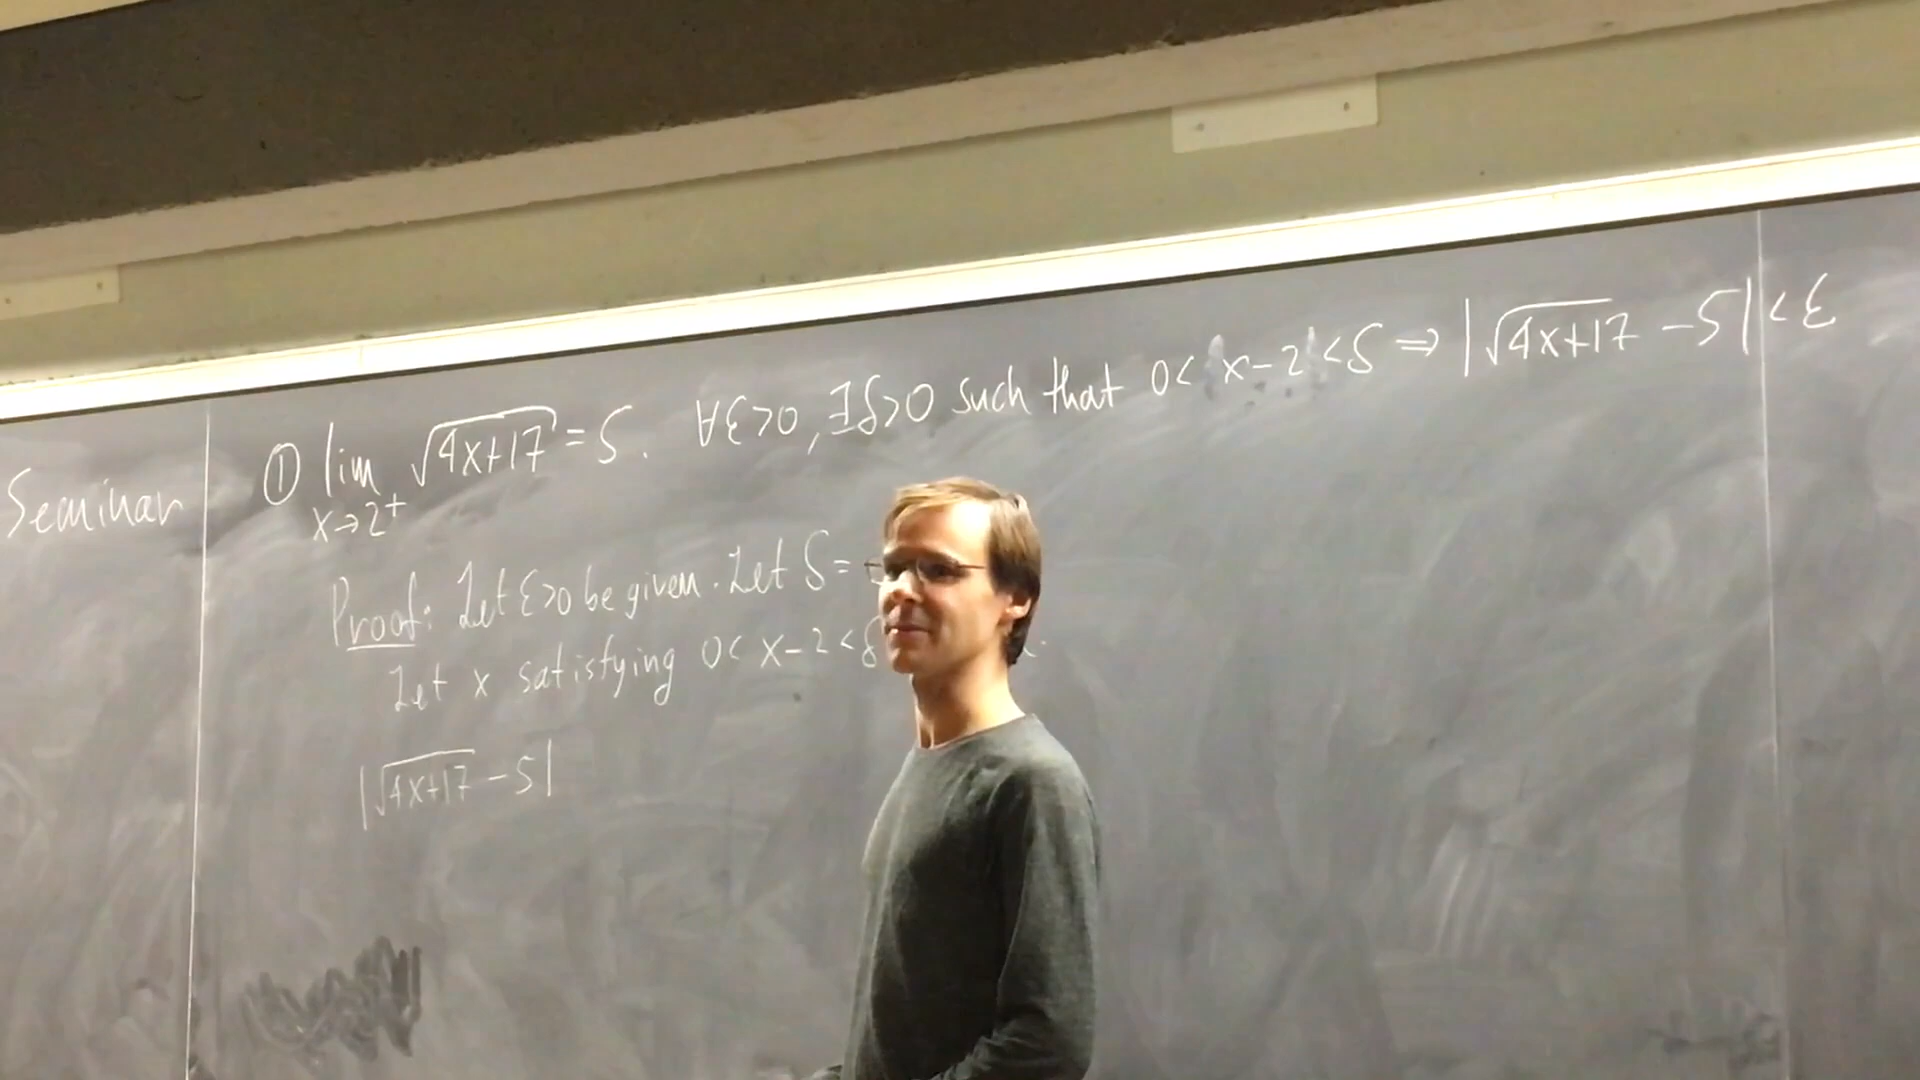 Seminar
① lim √(4x+17) = 5. ∀ε>0, ∃δ>0 such that 0< x-2 <δ ⇒ |√(4x+17) -5| < ε
x→2⁺
Proof: Let ε>0 be given. Let δ =
Let x satisfying 0< x-2 <δ
|√(4x+17) -5|